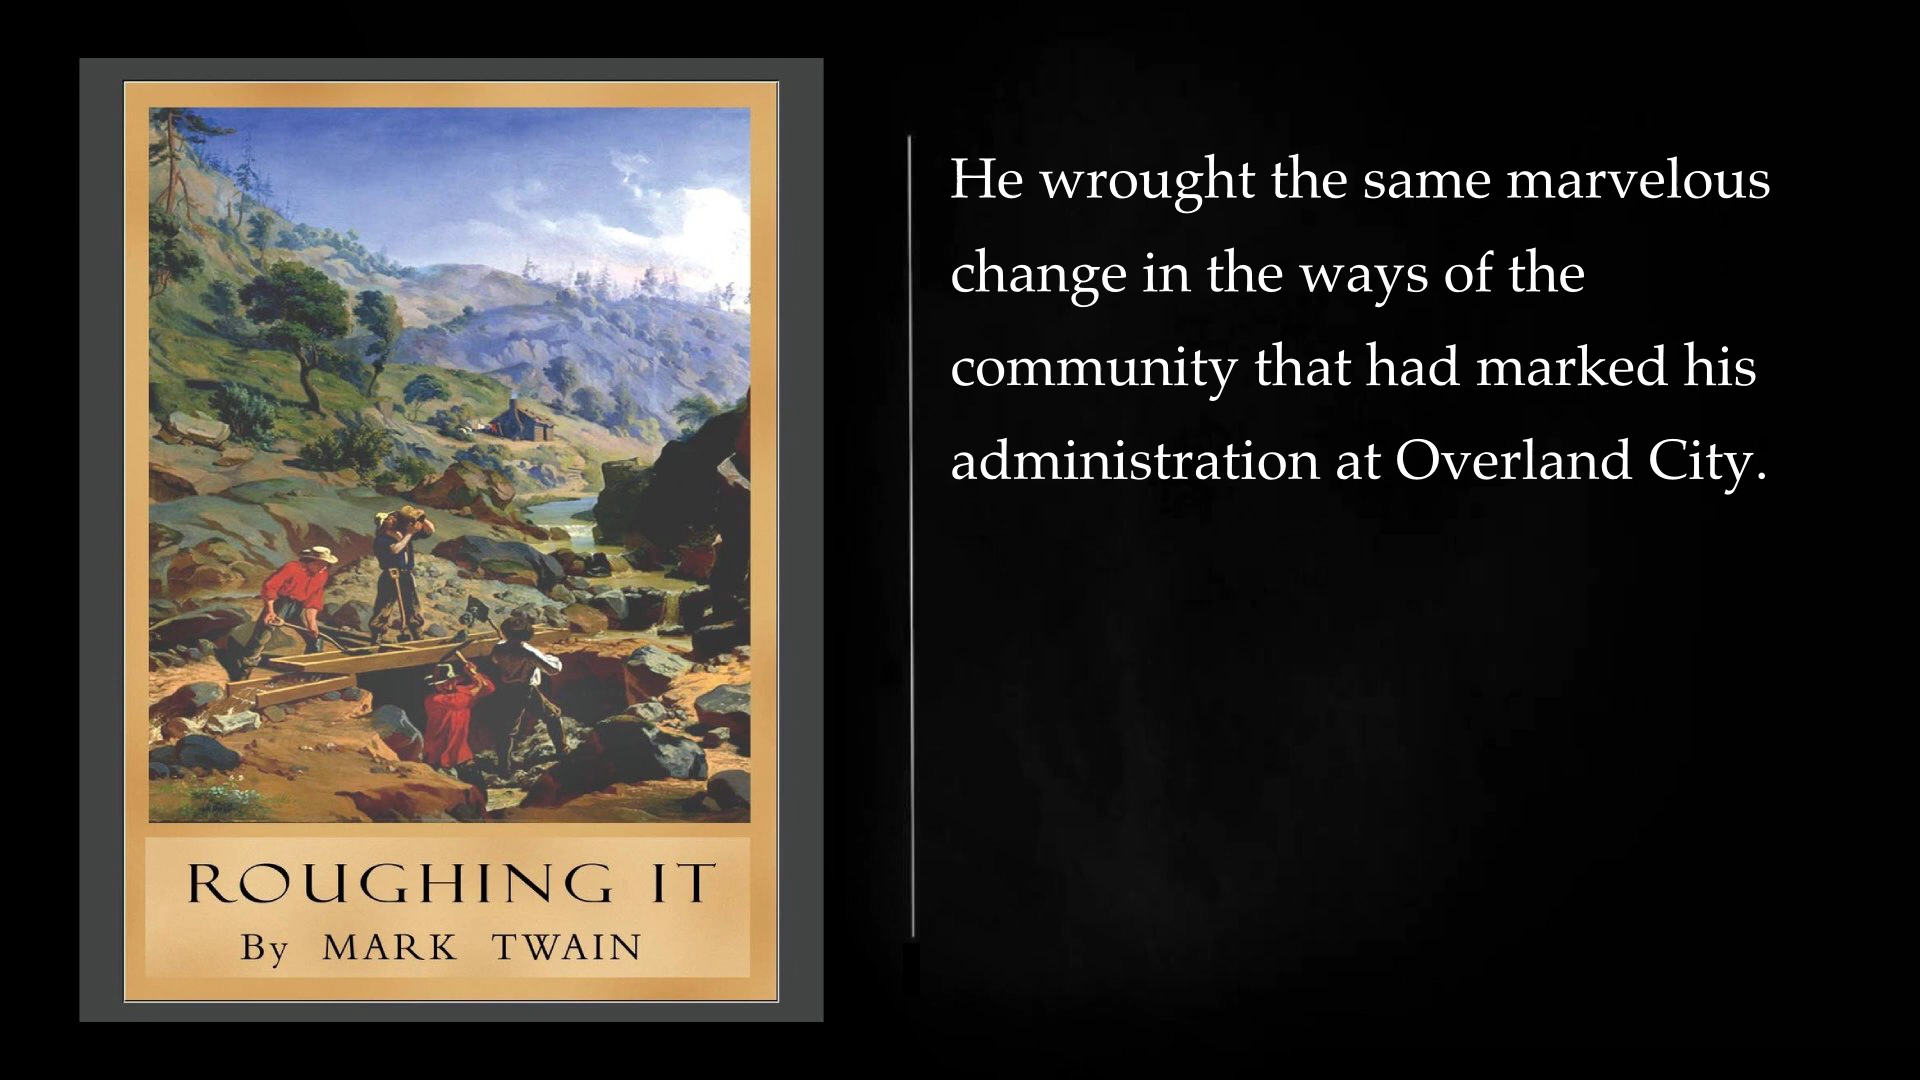 ROUGHING IT
By MARK TWAIN
He wrought the same marvelous
change in the ways of the
community that had marked his
administration at Overland City.